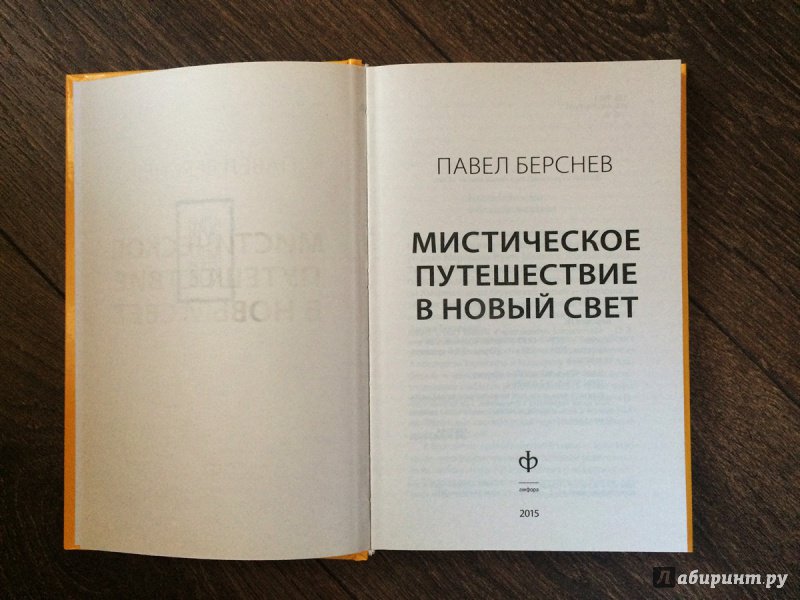 ПАВЕЛ БЕРСНЕВ
МИСТИЧЕСКОЕ
ПУТЕШЕСТВИЕ
В НОВЫЙ СВЕТ
амфора
2015
Лабиринт.ру